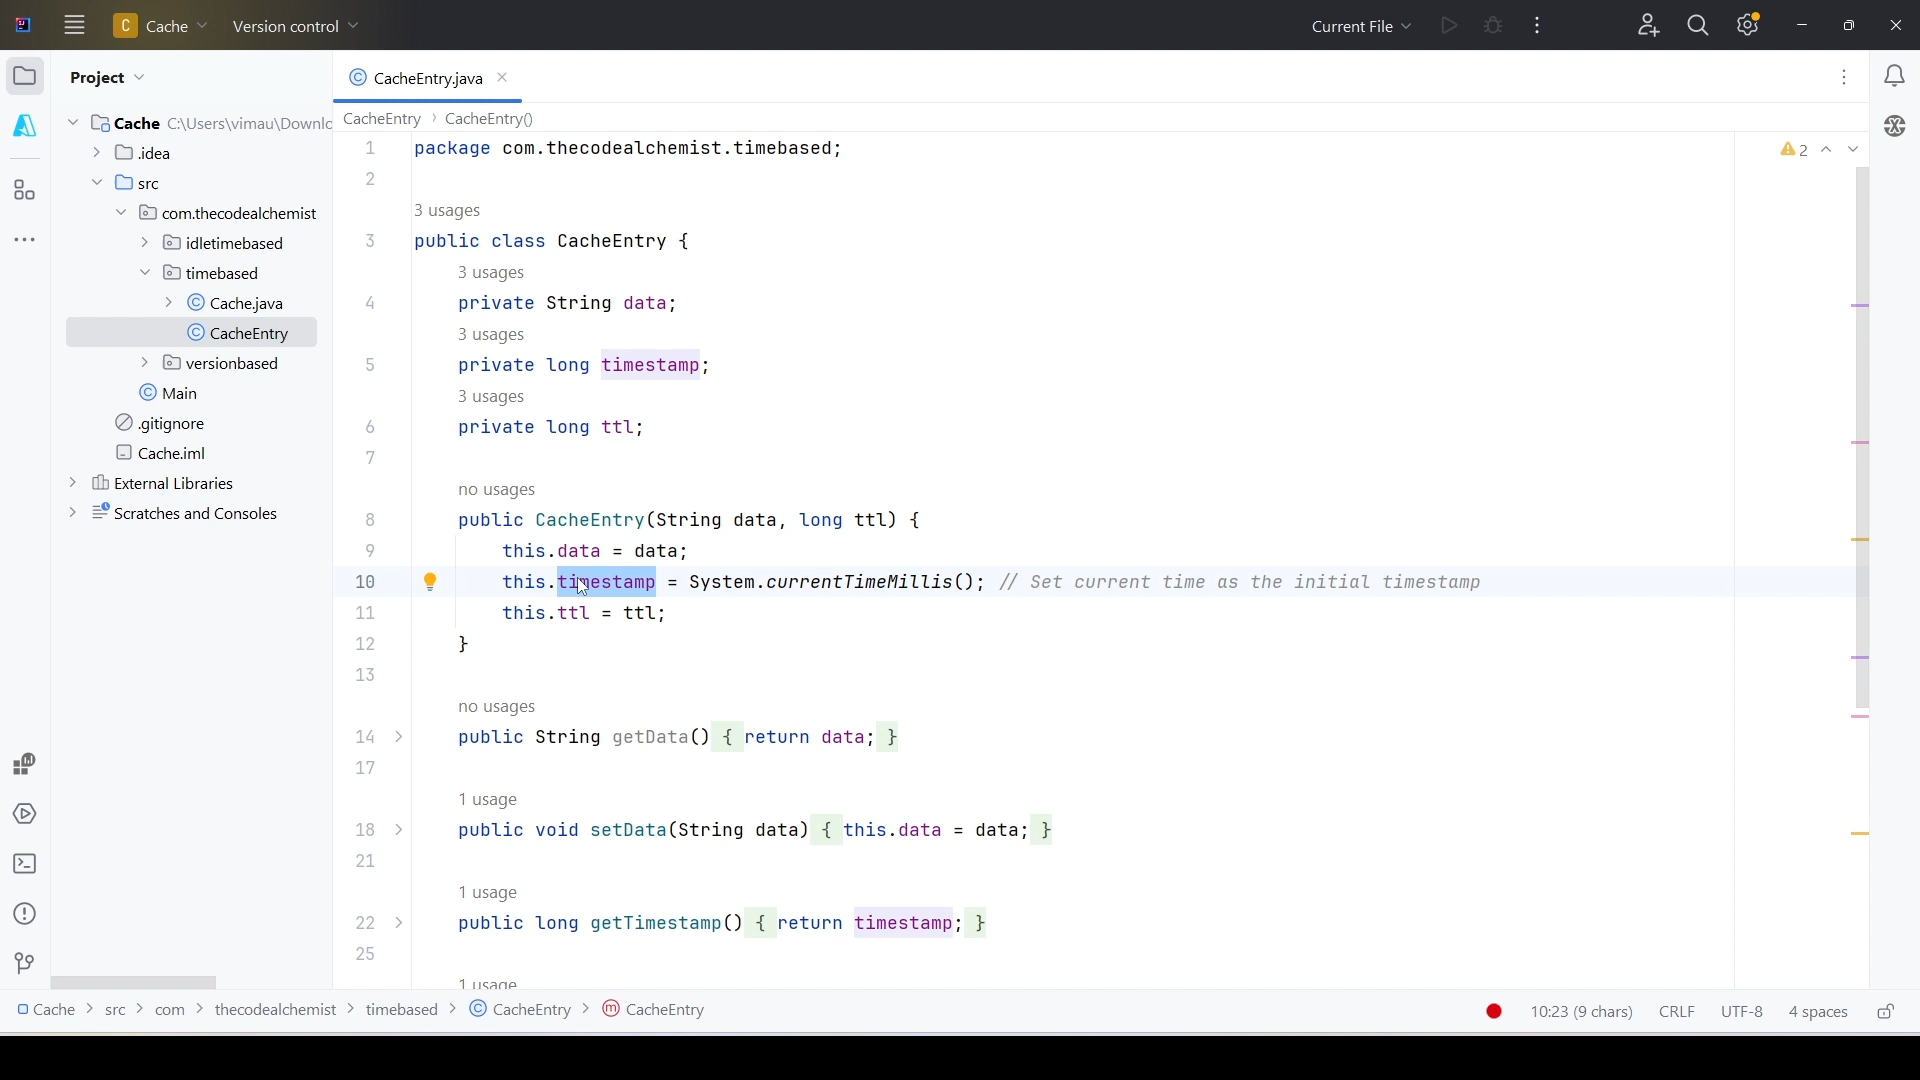 C Cache Version control Current File
Project
CacheEntry.java
Cache C:\Users\vimau\Downlo
.idea
src
com.thecodealchemist
idletimebased
timebased
Cache.java
CacheEntry
versionbased
Main
.gitignore
Cache.iml
External Libraries
Scratches and Consoles
CacheEntry › CacheEntry()
2
1 package com.thecodealchemist.timebased;
2
3 usages
3 public class CacheEntry {
3 usages
4 private String data;
3 usages
5 private long timestamp;
3 usages
6 private long ttl;
7
no usages
8 public CacheEntry(String data, long ttl) {
9 this.data = data;
10 this.timestamp = System.currentTimeMillis(); // Set current time as the initial timestamp
11 this.ttl = ttl;
12 }
13
no usages
14 public String getData() { return data; }
17
1 usage
18 public void setData(String data) { this.data = data; }
21
1 usage
22 public long getTimestamp() { return timestamp; }
25
1 usage
Cache › src › com › thecodealchemist › timebased › CacheEntry › CacheEntry
10:23 (9 chars) CRLF UTF-8 4 spaces